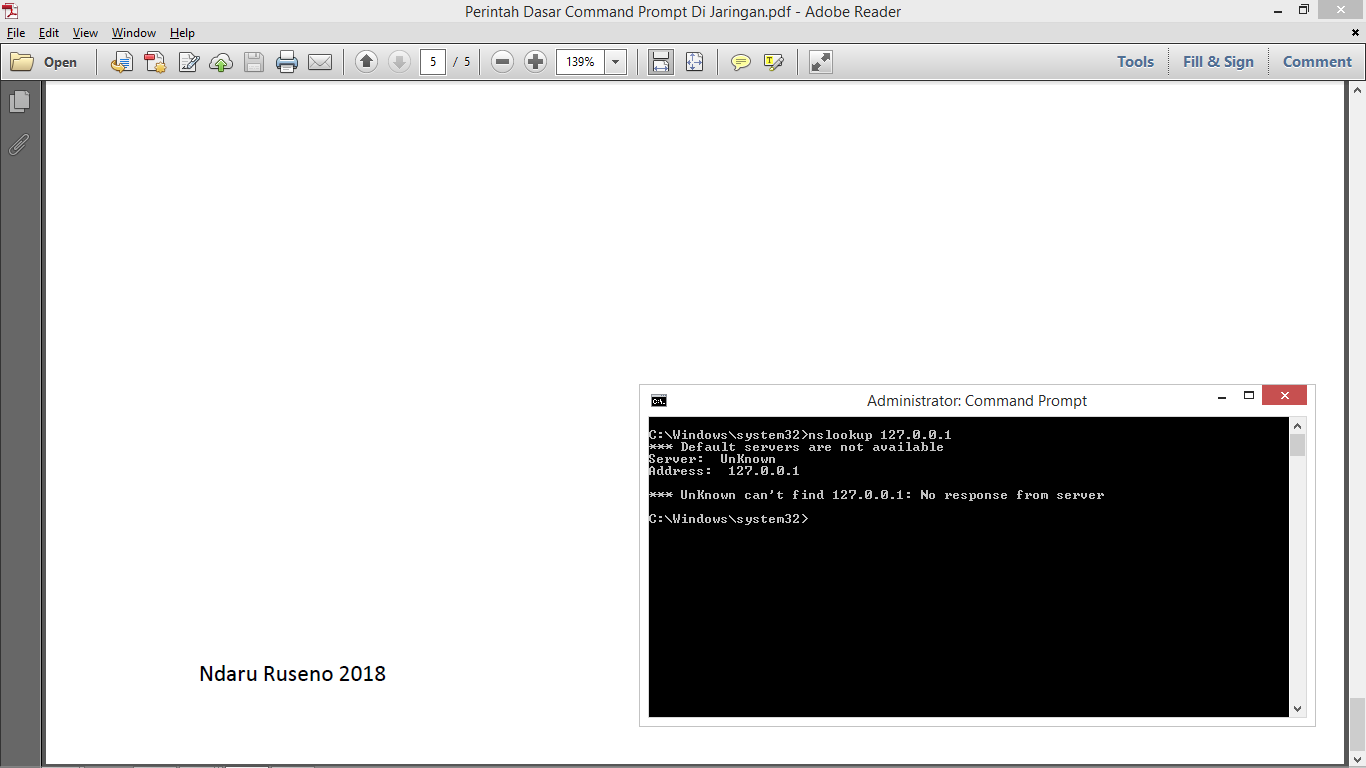 Perintah Dasar Command Prompt Di Jaringan.pdf - Adobe Reader
File Edit View Window Help
Open 5 / 5 139% Tools Fill & Sign Comment
Administrator: Command Prompt
C:\Windows\system32>nslookup 127.0.0.1
*** Default servers are not available
Server:  UnKnown
Address:  127.0.0.1
*** UnKnown can't find 127.0.0.1: No response from server
C:\Windows\system32>
Ndaru Ruseno 2018